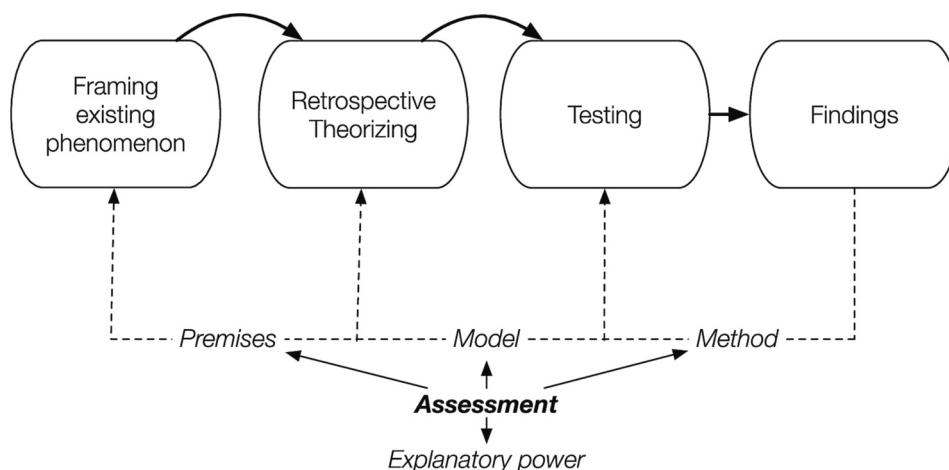 Framing
existing
phenomenon
Retrospective
Theorizing
Testing
Findings
Premises
Model
Method
Assessment
Explanatory power